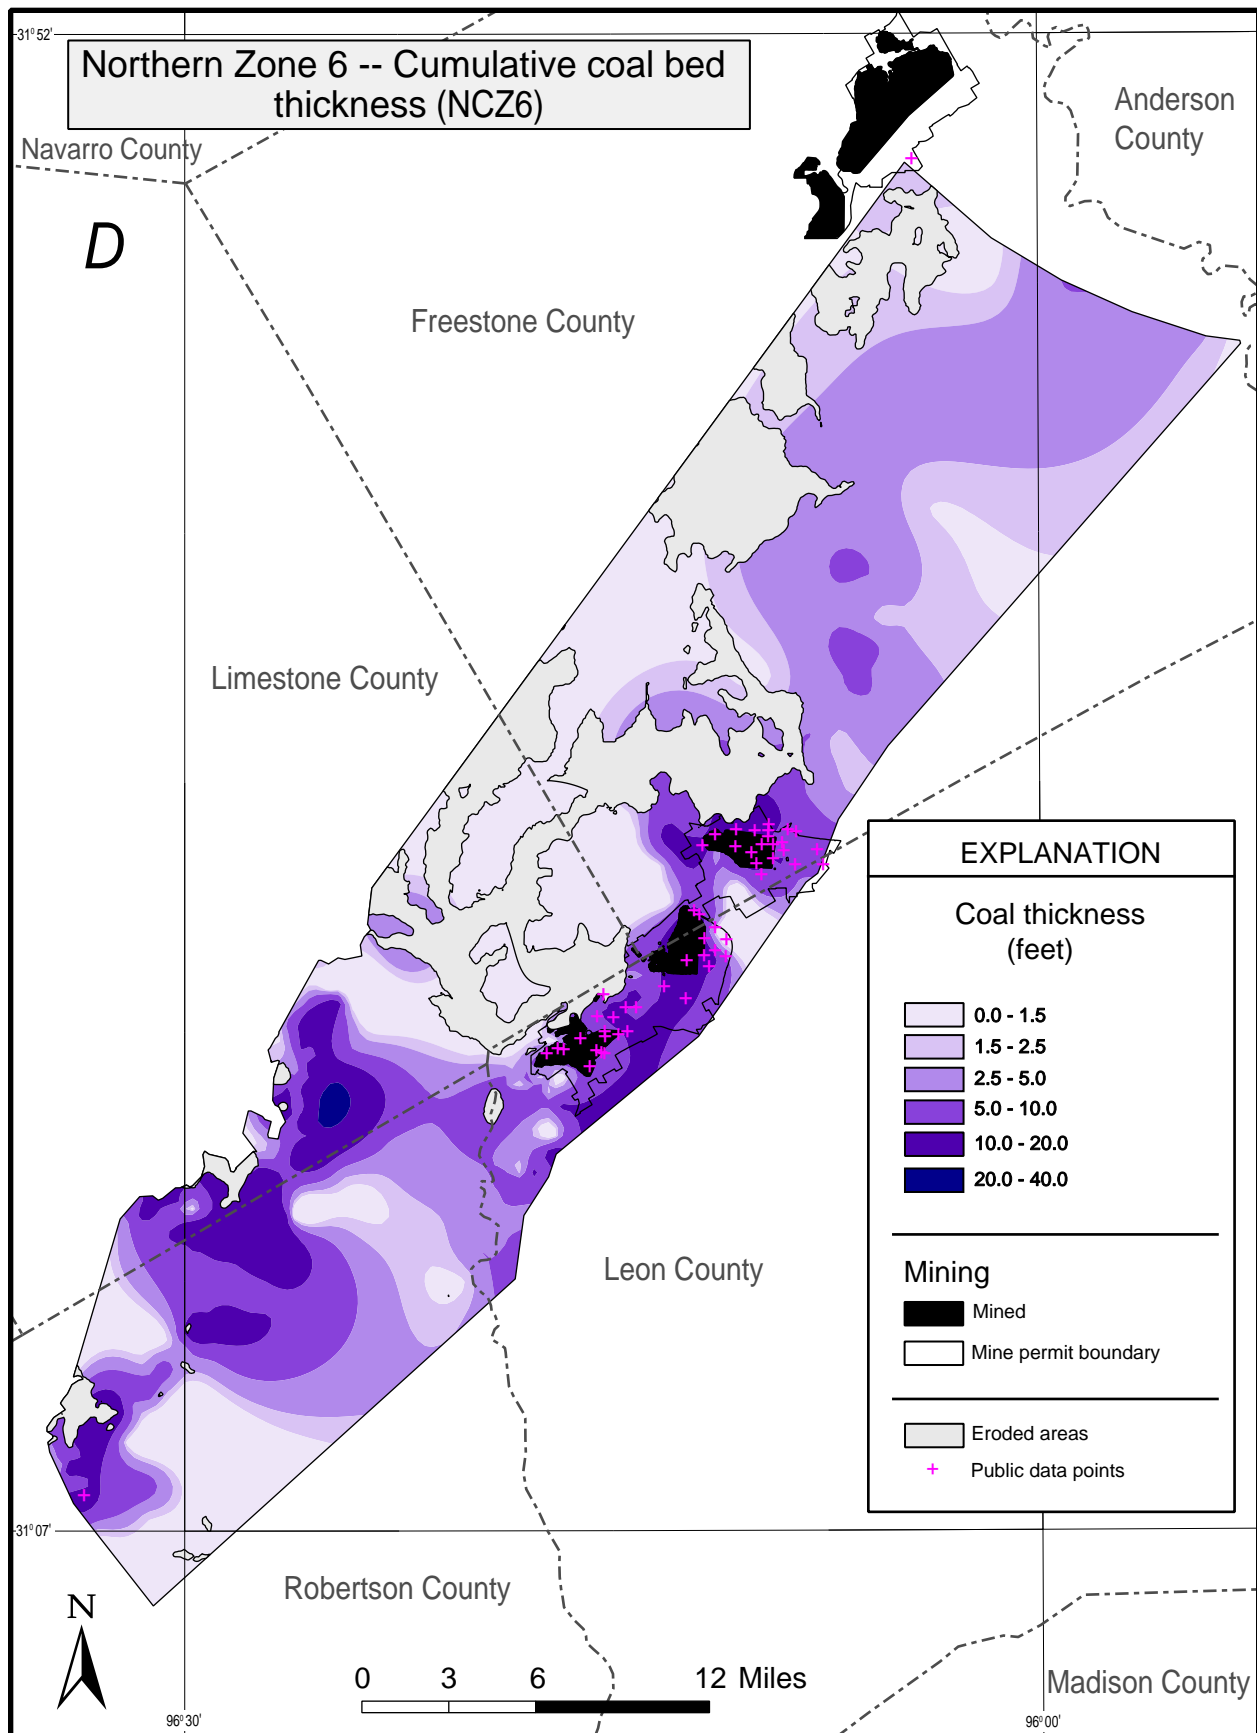 31° 52'
Northern Zone 6 -- Cumulative coal bed
thickness (NCZ6)
Anderson
County
Navarro County
D
Freestone County
Limestone County
EXPLANATION
Coal thickness
(feet)
0.0 - 1.5
1.5 - 2.5
2.5 - 5.0
5.0 - 10.0
10.0 - 20.0
20.0 - 40.0
Leon County
Mining
Mined
Mine permit boundary
Eroded areas
Public data points
31° 07'
Robertson County
N
0 3 6 12 Miles
Madison County
96° 30'
96° 00'